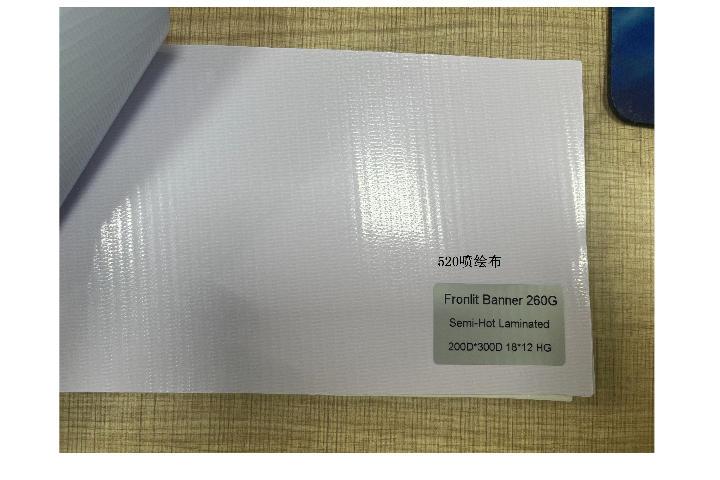 520喷绘布
Fronlit Banner 260G
Semi-Hot Laminated
200D*300D 18*12 HG